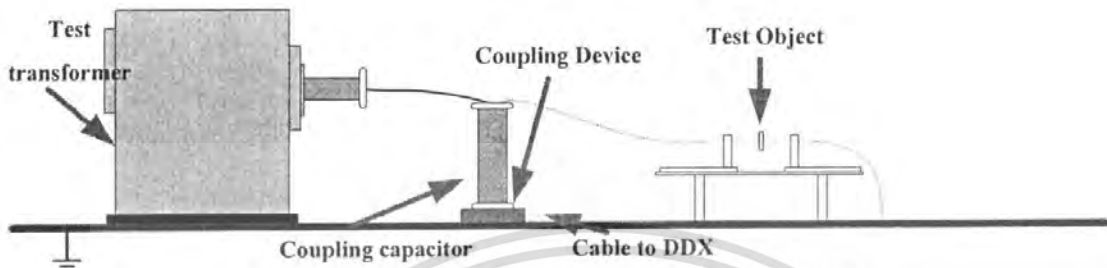 Test
transformer
Coupling Device
Test Object
Coupling capacitor
Cable to DDX